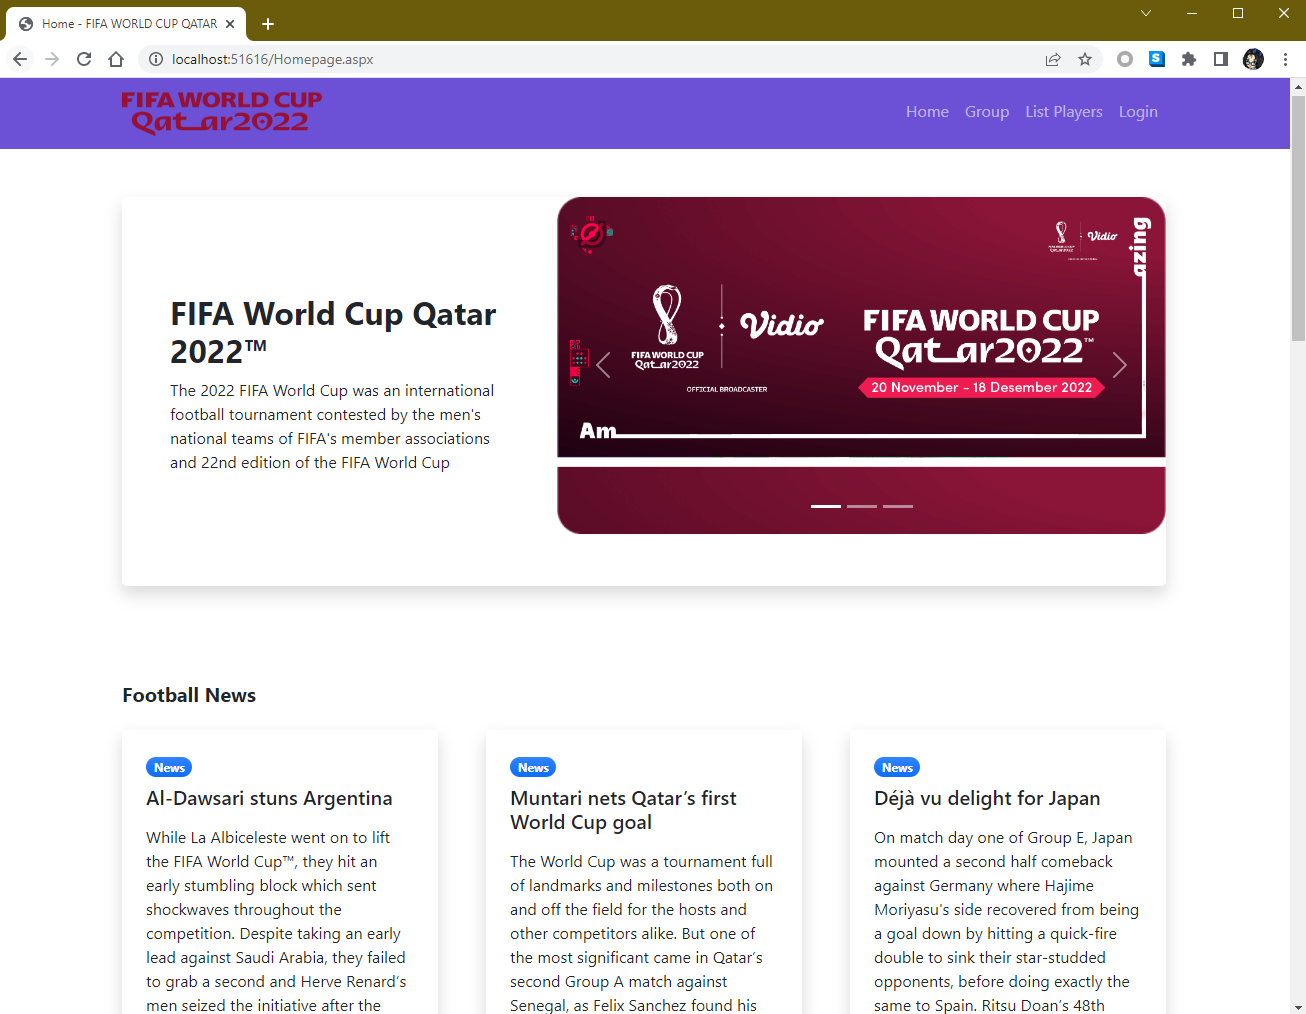 Home - FIFA WORLD CUP QATAR
localhost:51616/Homepage.aspx
FIFA WORLD CUP
Qatar2022
Home Group List Players Login
FIFA World Cup Qatar
2022™
The 2022 FIFA World Cup was an international
football tournament contested by the men's
national teams of FIFA's member associations
and 22nd edition of the FIFA World Cup
Vidio
azing
FIFA WORLD CUP
Qatar2022
OFFICIAL BROADCASTER
Vidio
FIFA WORLD CUP
Qatar2022™
20 November - 18 Desember 2022
Am
Football News
News
Al-Dawsari stuns Argentina
While La Albiceleste went on to lift
the FIFA World Cup™, they hit an
early stumbling block which sent
shockwaves throughout the
competition. Despite taking an early
lead against Saudi Arabia, they failed
to grab a second and Herve Renard’s
men seized the initiative after the
News
Muntari nets Qatar’s first
World Cup goal
The World Cup was a tournament full
of landmarks and milestones both on
and off the field for the hosts and
other competitors alike. But one of
the most significant came in Qatar’s
second Group A match against
Senegal, as Felix Sanchez found his
News
Déjà vu delight for Japan
On match day one of Group E, Japan
mounted a second half comeback
against Germany where Hajime
Moriyasu's side recovered from being
a goal down by hitting a quick-fire
double to sink their star-studded
opponents, before doing exactly the
same to Spain. Ritsu Doan’s 48th